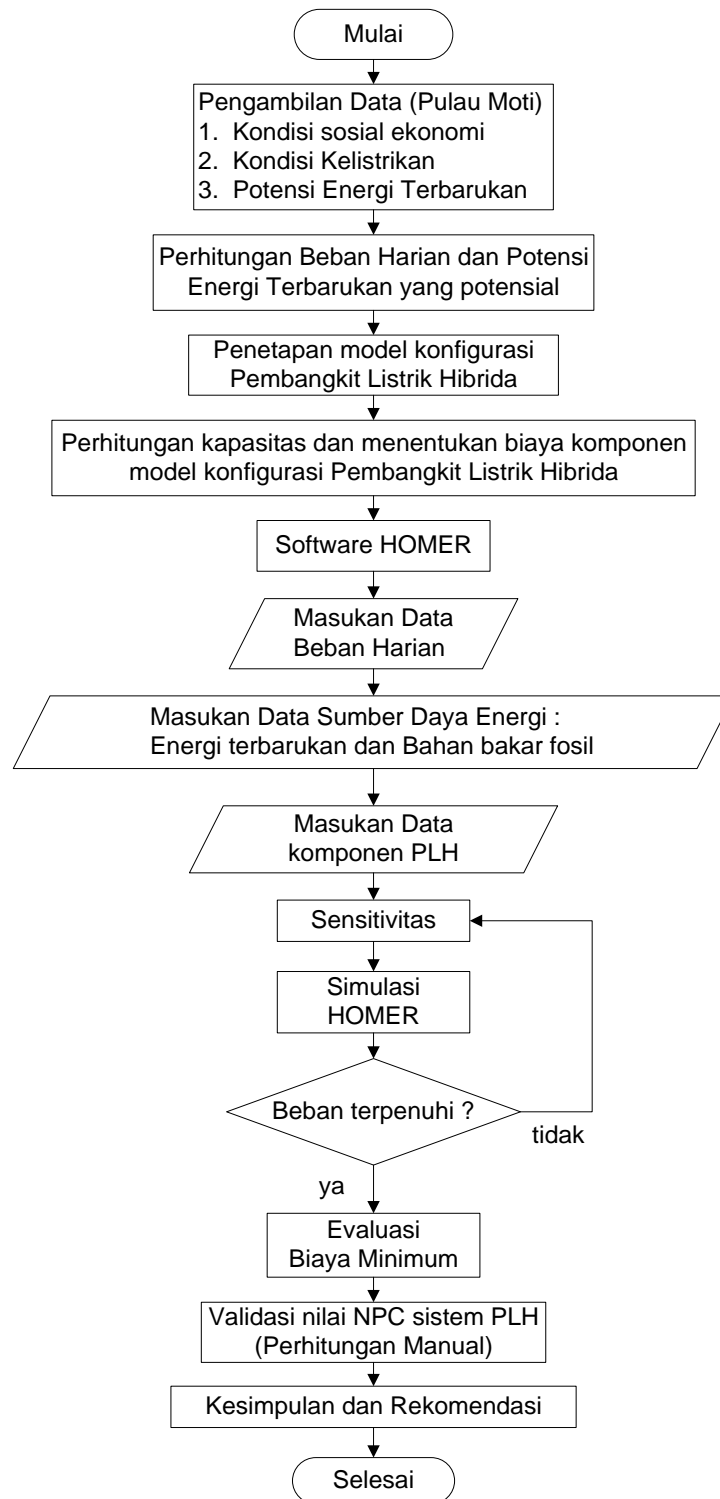 Mulai
Pengambilan Data (Pulau Moti)
1. Kondisi sosial ekonomi
2. Kondisi Kelistrikan
3. Potensi Energi Terbarukan
Perhitungan Beban Harian dan Potensi
Energi Terbarukan yang potensial
Penetapan model konfigurasi
Pembangkit Listrik Hibrida
Perhitungan kapasitas dan menentukan biaya komponen
model konfigurasi Pembangkit Listrik Hibrida
Software HOMER
Masukan Data
Beban Harian
Masukan Data Sumber Daya Energi :
Energi terbarukan dan Bahan bakar fosil
Masukan Data
komponen PLH
Sensitivitas
Simulasi
HOMER
Beban terpenuhi ?
tidak
ya
Evaluasi
Biaya Minimum
Validasi nilai NPC sistem PLH
(Perhitungan Manual)
Kesimpulan dan Rekomendasi
Selesai